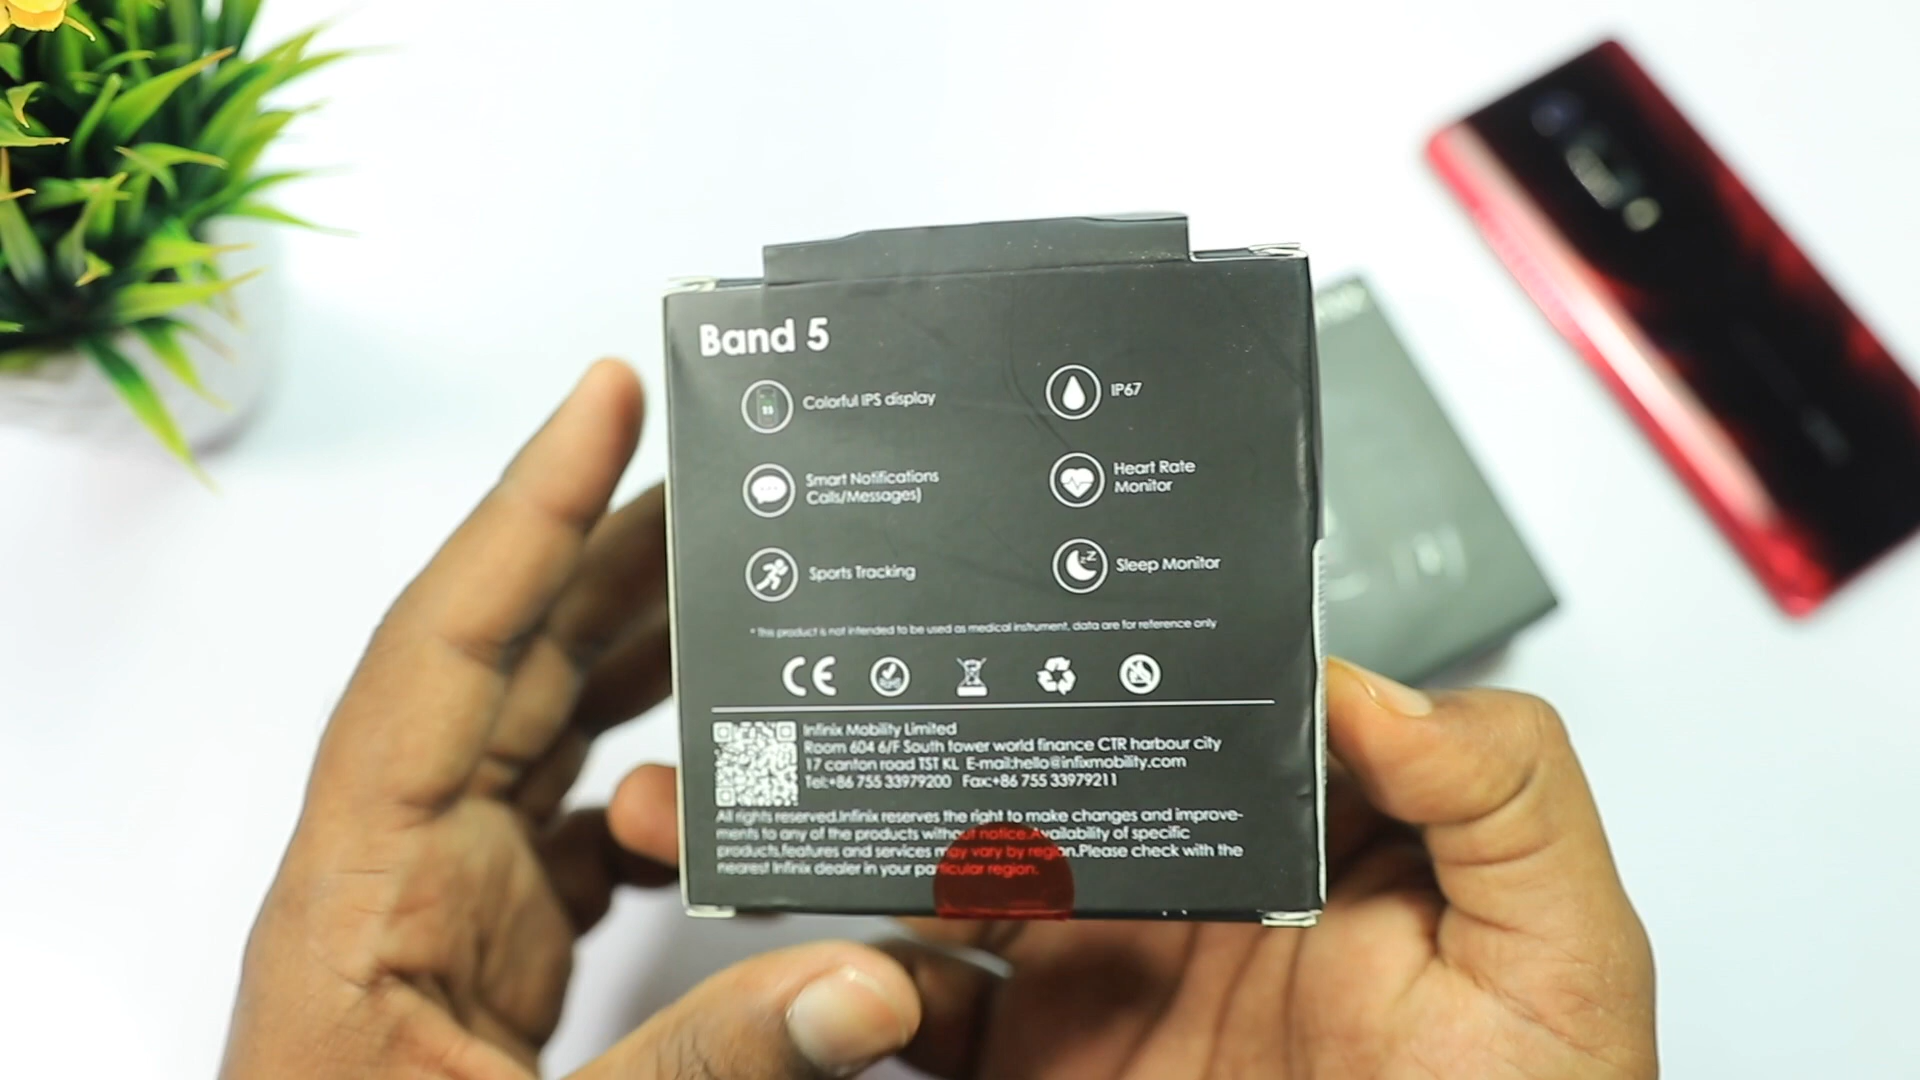 Band 5
Colorful IPS display
IP67
Smart Notifications
Calls/Messages)
Heart Rate
Monitor
Sports Tracking
Sleep Monitor
* This product is not intended to be used as medical instrument, data are for reference only
CE
RoHS
Infinix Mobility Limited
Room 604 6/F South tower world finance CTR harbour city
17 canton road TST KL E-mail:hello@infixmobility.com
Tel:+86 755 33979200 Fax:+86 755 33979211
All rights reserved.Infinix reserves the right to make changes and improve-
ments to any of the products without notice.Availability of specific
products,features and services may vary by region.Please check with the
nearest Infinix dealer in your particular region.